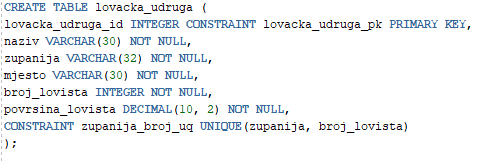 CREATE TABLE lovacka_udruga (
lovacka_udruga_id INTEGER CONSTRAINT lovacka_udruga_pk PRIMARY KEY,
naziv VARCHAR(30) NOT NULL,
zupanija VARCHAR(32) NOT NULL,
mjesto VARCHAR(30) NOT NULL,
broj_lovista INTEGER NOT NULL,
povrsina_lovista DECIMAL(10, 2) NOT NULL,
CONSTRAINT zupanija_broj_uq UNIQUE(zupanija, broj_lovista)
);